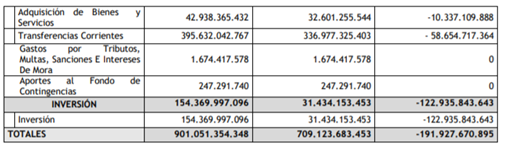 Adquisición de Bienes y Servicios 42.938.365.432 32.601.255.544 -10.337.109.888
Transferencias Corrientes 395.632.042.767 336.977.325.403 - 58.654.717.364
Gastos por Tributos, Multas, Sanciones E Intereses De Mora 1.674.417.578 1.674.417.578 0
Aportes al Fondo de Contingencias 247.291.740 247.291.740 0
INVERSIÓN 154.369.997.096 31.434.153.453 -122.935.843.643
Inversión 154.369.997.096 31.434.153.453 -122.935.843.643
TOTALES 901.051.354.348 709.123.683.453 -191.927.670.895